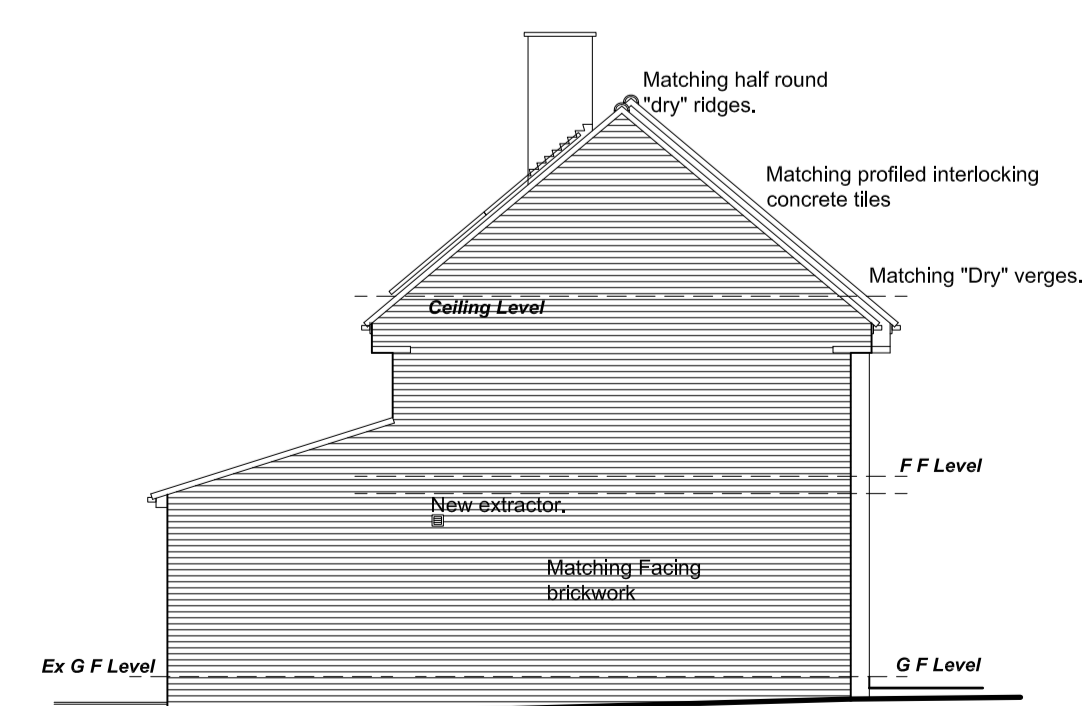 Matching half round
"dry" ridges.
Matching profiled interlocking
concrete tiles
Matching "Dry" verges.
Ceiling Level
F F Level
New extractor.
Matching Facing
brickwork
Ex G F Level
G F Level